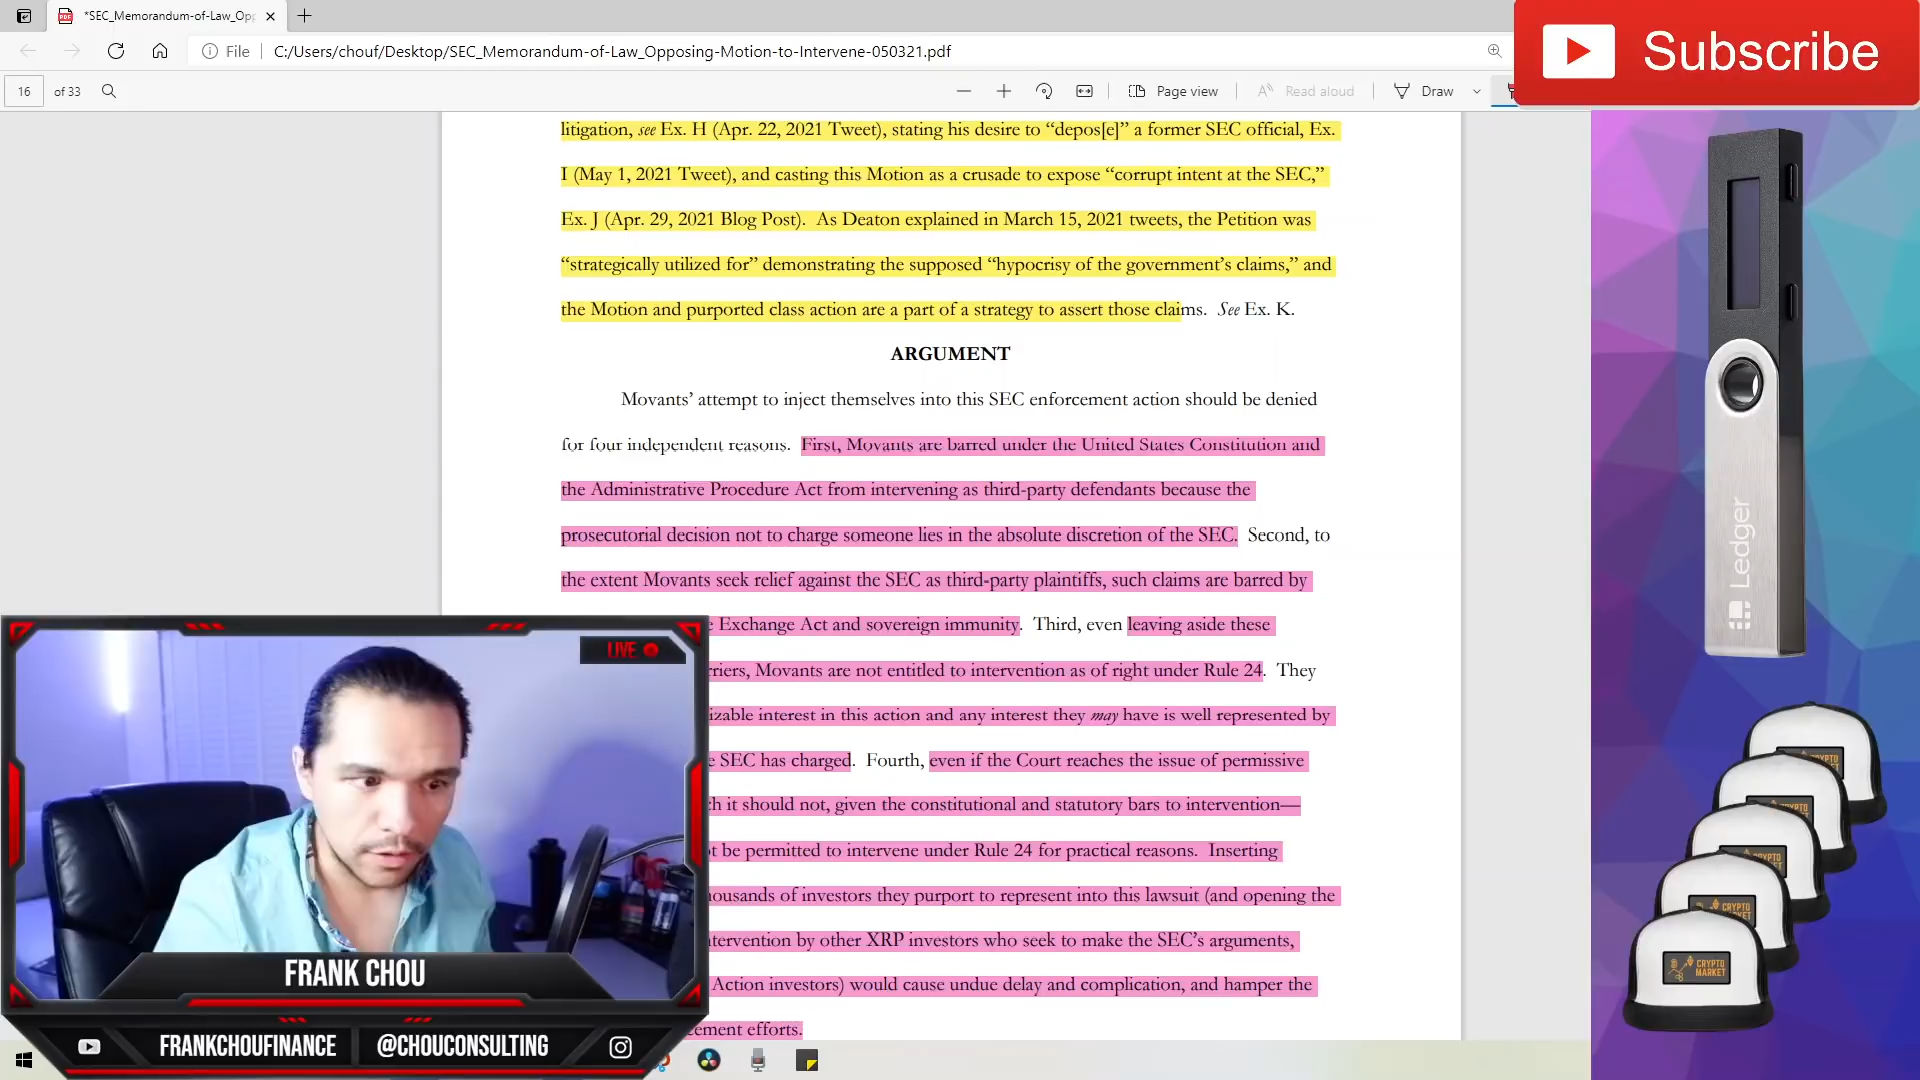 *SEC_Memorandum-of-Law_Opp
File
C:/Users/chouf/Desktop/SEC_Memorandum-of-Law_Opposing-Motion-to-Intervene-050321.pdf
Subscribe
16 of 33
Page view
Read aloud
Draw
litigation, see Ex. H (Apr. 22, 2021 Tweet), stating his desire to “depos[e]” a former SEC official, Ex.
I (May 1, 2021 Tweet), and casting this Motion as a crusade to expose “corrupt intent at the SEC,”
Ex. J (Apr. 29, 2021 Blog Post). As Deaton explained in March 15, 2021 tweets, the Petition was
“strategically utilized for” demonstrating the supposed “hypocrisy of the government’s claims,” and
the Motion and purported class action are a part of a strategy to assert those claims. See Ex. K.
ARGUMENT
Movants’ attempt to inject themselves into this SEC enforcement action should be denied
for four independent reasons. First, Movants are barred under the United States Constitution and
the Administrative Procedure Act from intervening as third-party defendants because the
prosecutorial decision not to charge someone lies in the absolute discretion of the SEC. Second, to
the extent Movants seek relief against the SEC as third-party plaintiffs, such claims are barred by
e Exchange Act and sovereign immunity. Third, even leaving aside these
rriers, Movants are not entitled to intervention as of right under Rule 24. They
izable interest in this action and any interest they may have is well represented by
e SEC has charged. Fourth, even if the Court reaches the issue of permissive
ch it should not, given the constitutional and statutory bars to intervention—
ot be permitted to intervene under Rule 24 for practical reasons. Inserting
housands of investors they purport to represent into this lawsuit (and opening the
ntervention by other XRP investors who seek to make the SEC’s arguments,
Action investors) would cause undue delay and complication, and hamper the
cement efforts.
LIVE
FRANK CHOU
FRANKCHOUFINANCE
@CHOUCONSULTING
Ledger
CRYPTO
CRYPTO
CRYPTO
MARKET